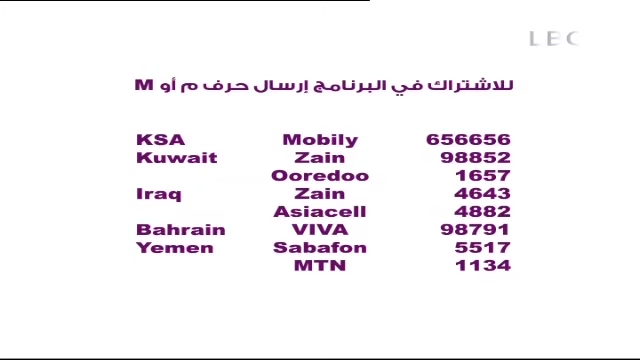 LBC
للاشتراك في البرنامج إرسال حرف م أو M
KSA Mobily 656656
Kuwait Zain 98852
Ooredoo 1657
Iraq Zain 4643
Asiacell 4882
Bahrain VIVA 98791
Yemen Sabafon 5517
MTN 1134